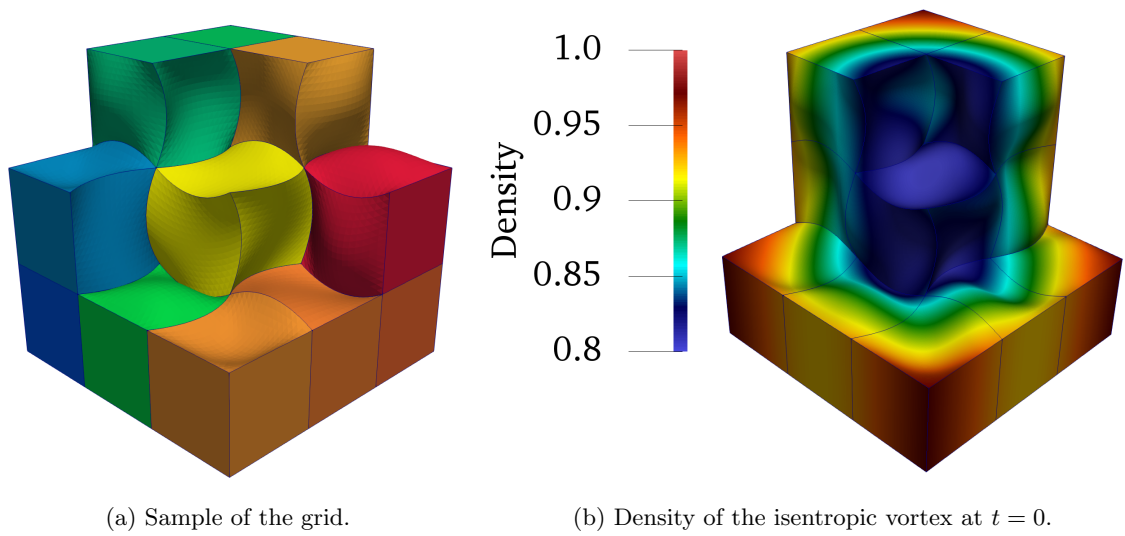 1.0
0.95
0.9
0.85
0.8
Density
(a) Sample of the grid.
(b) Density of the isentropic vortex at t = 0.